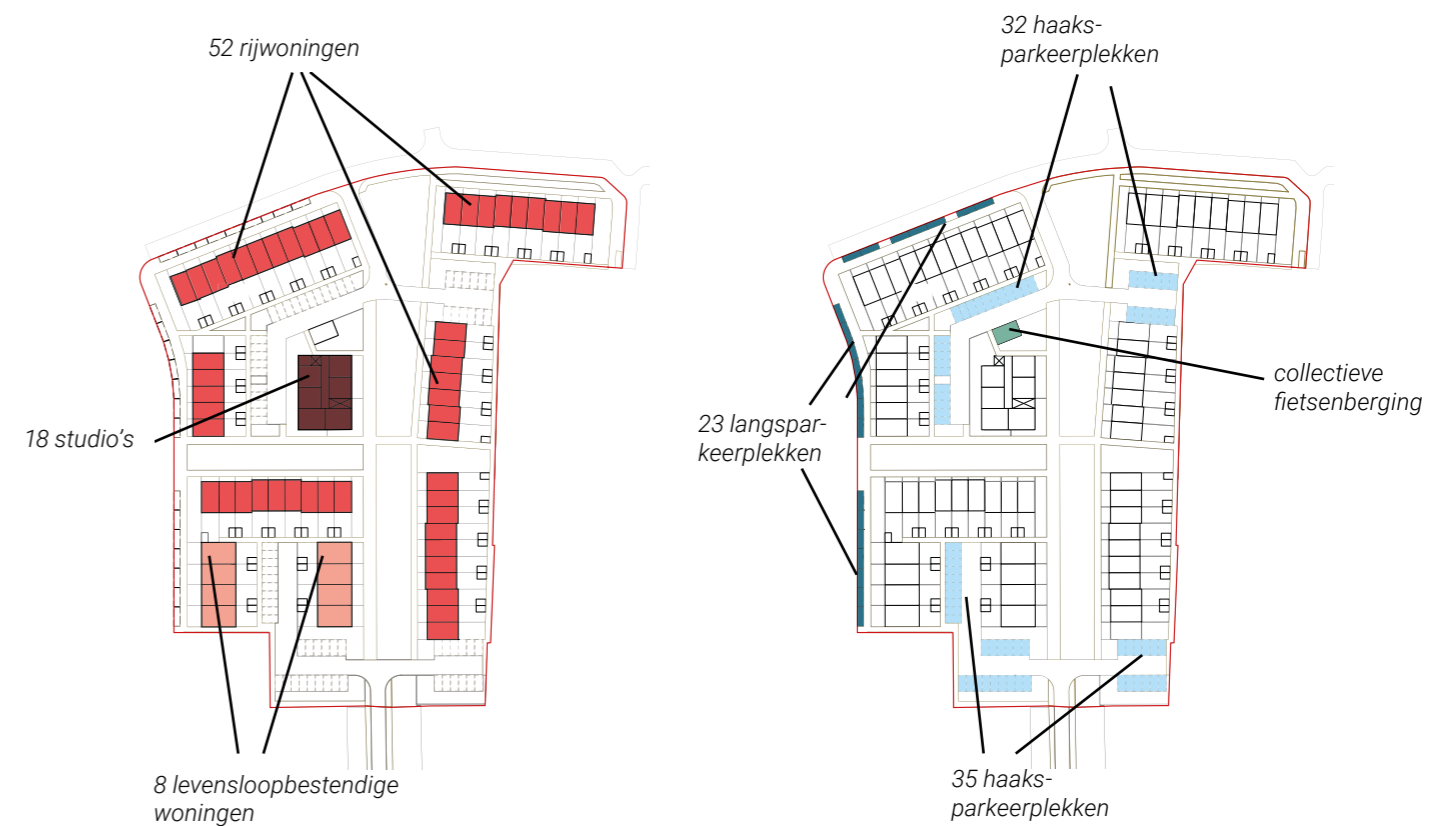 52 rijwoningen
18 studio's
8 levensloopbestendige
woningen
32 haaks-
parkeerplekken
23 langspar-
keerplekken
collectieve
fietsenberging
35 haaks-
parkeerplekken